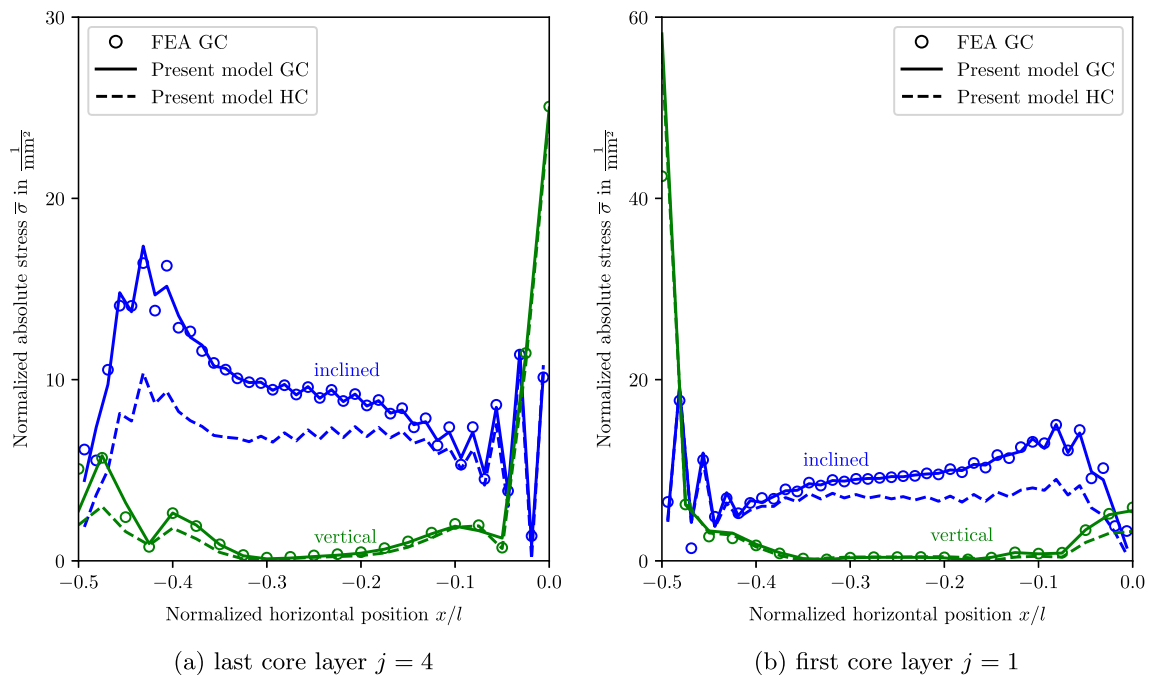 30
20
10
0
−0.5
−0.4
−0.3
−0.2
−0.1
0.0
Normalized absolute stress σ̅ in 1/mm²
Normalized horizontal position x/l
FEA GC
Present model GC
Present model HC
inclined
vertical
(a) last core layer j = 4
60
40
20
0
−0.5
−0.4
−0.3
−0.2
−0.1
0.0
Normalized absolute stress σ̅ in 1/mm²
Normalized horizontal position x/l
FEA GC
Present model GC
Present model HC
inclined
vertical
(b) first core layer j = 1